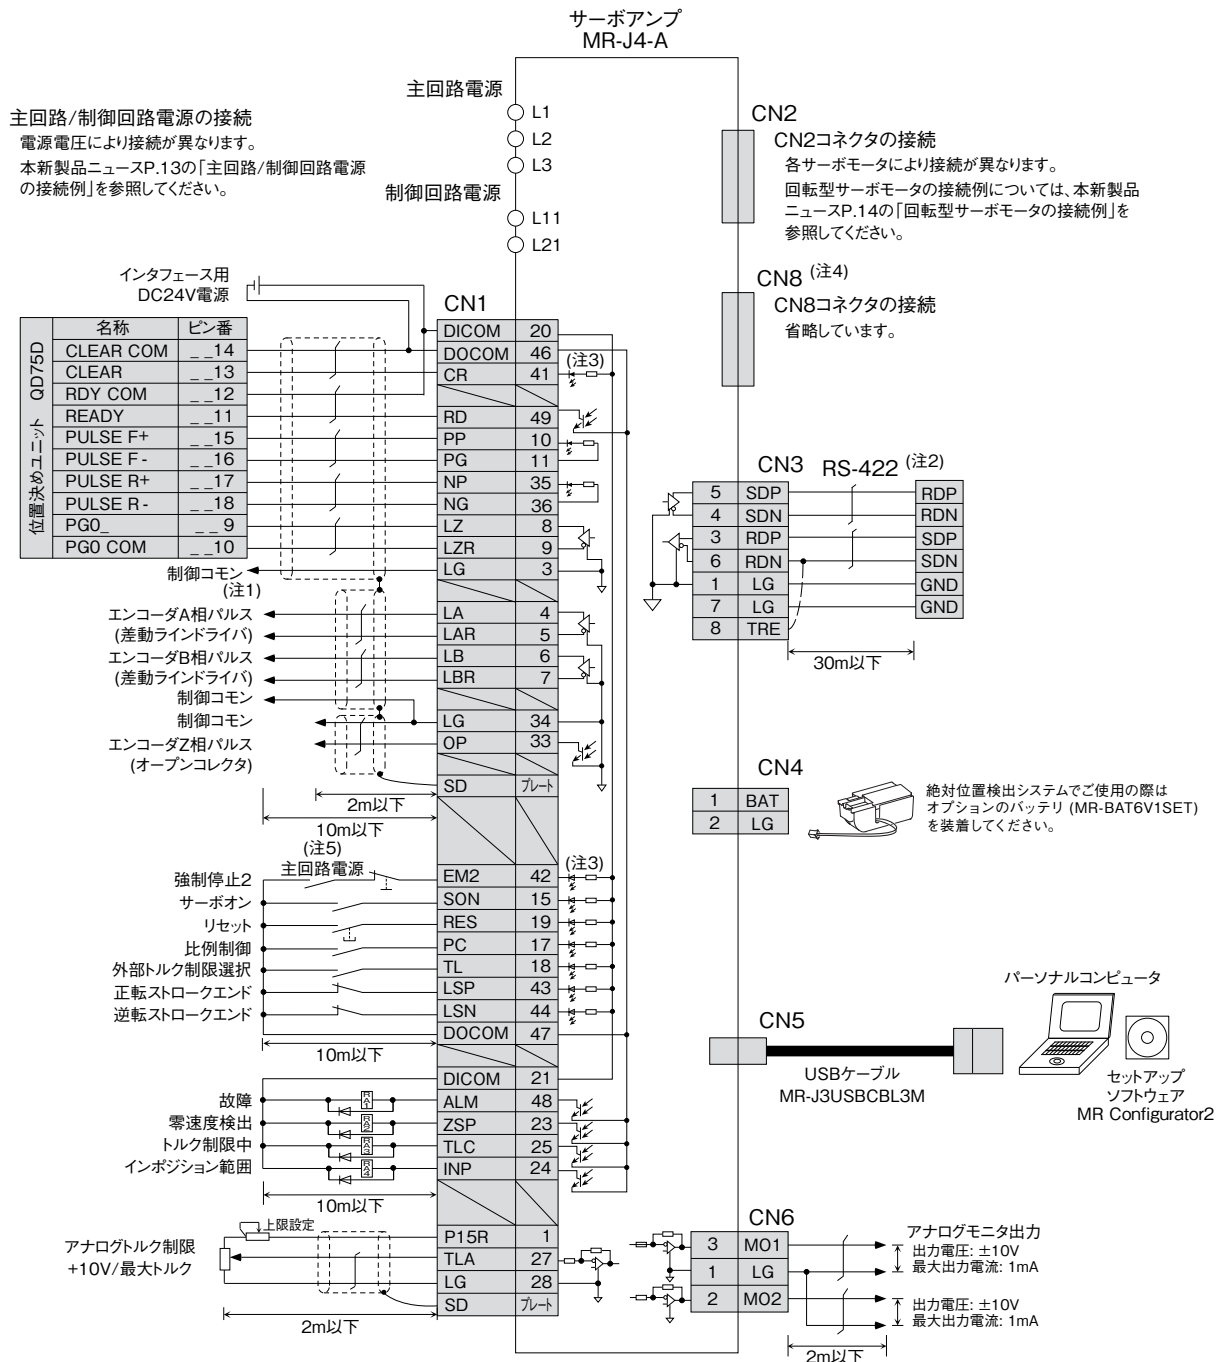 サーボアンプ
MR-J4-A
主回路電源
L1
L2
L3
制御回路電源
L11
L21
主回路/制御回路電源の接続
電源電圧により接続が異なります。
本新製品ニュースP.13の「主回路/制御回路電源
の接続例」を参照してください。
CN2
CN2コネクタの接続
各サーボモータにより接続が異なります。
回転型サーボモータの接続例については、本新製品
ニュースP.14の「回転型サーボモータの接続例」を
参照してください。
CN8 (注4)
CN8コネクタの接続
省略しています。
インタフェース用
DC24V電源
位置決めユニット QD75D
名称 ピン番
CLEAR COM _ _14
CLEAR _ _13
RDY COM _ _12
READY _ _11
PULSE F+ _ _15
PULSE F- _ _16
PULSE R+ _ _17
PULSE R- _ _18
PG0_ _ _ 9
PG0 COM _ _10
CN1
DICOM 20
DOCOM 46
CR 41
(注3)
RD 49
PP 10
PG 11
NP 35
NG 36
LZ 8
LZR 9
LG 3
制御コモン
(注1)
エンコーダA相パルス
(差動ラインドライバ)
エンコーダB相パルス
(差動ラインドライバ)
制御コモン
制御コモン
エンコーダZ相パルス
(オープンコレクタ)
LA 4
LAR 5
LB 6
LBR 7
LG 34
OP 33
SD プレート
2m以下
10m以下
(注5)
主回路電源
(注3)
強制停止2 EM2 42
サーボオン SON 15
リセット RES 19
比例制御 PC 17
外部トルク制限選択 TL 18
正転ストロークエンド LSP 43
逆転ストロークエンド LSN 44
DOCOM 47
10m以下
DICOM 21
故障 RA1 ALM 48
零速度検出 RA2 ZSP 23
トルク制限中 RA3 TLC 25
インポジション範囲 RA4 INP 24
10m以下
上限設定
アナログトルク制限
+10V/最大トルク
P15R 1
TLA 27
LG 28
SD プレート
2m以下
CN3 RS-422 (注2)
5 SDP RDP
4 SDN RDN
3 RDP SDP
6 RDN SDN
1 LG GND
7 LG GND
8 TRE
30m以下
CN4
1 BAT
2 LG
絶対位置検出システムでご使用の際は
オプションのバッテリ (MR-BAT6V1SET)
を装着してください。
CN5
USBケーブル
MR-J3USBCBL3M
パーソナルコンピュータ
セットアップ
ソフトウェア
MR Configurator2
CN6
3 MO1
1 LG
2 MO2
アナログモニタ出力
出力電圧: ±10V
最大出力電流: 1mA
出力電圧: ±10V
最大出力電流: 1mA
2m以下